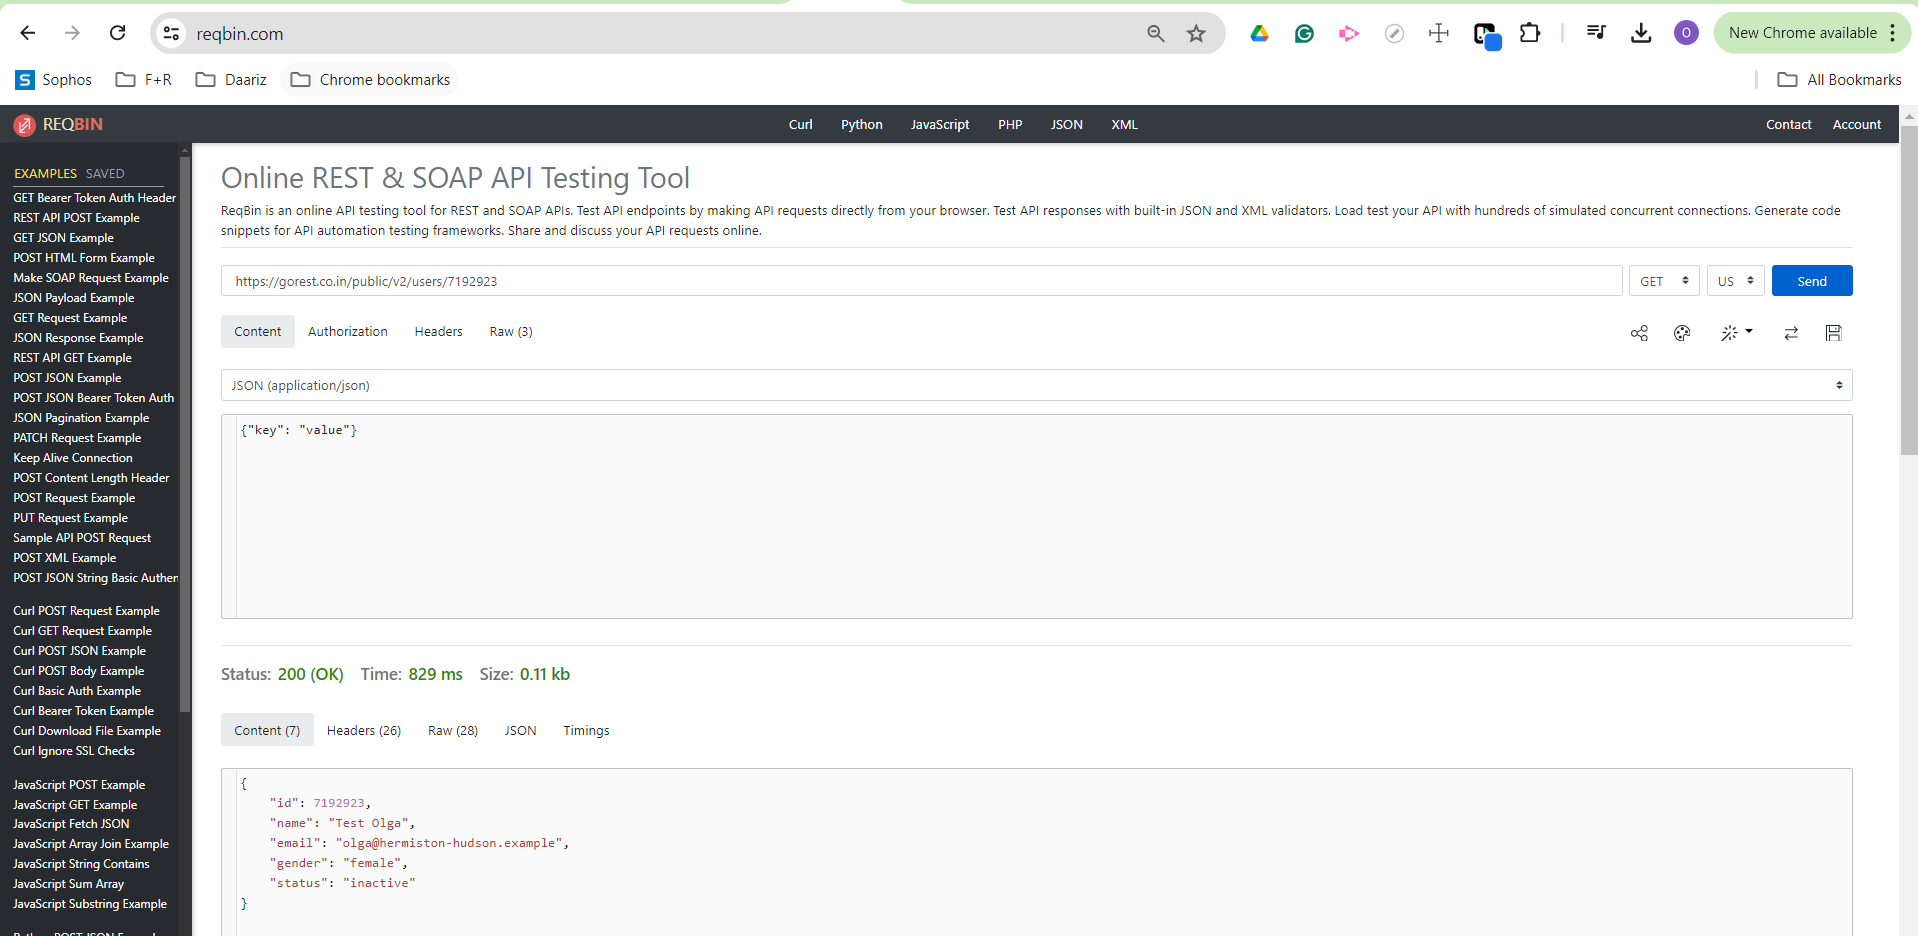 reqbin.com
O
New Chrome available
S Sophos
F+R
Daariz
Chrome bookmarks
All Bookmarks
REQBIN
Curl
Python
JavaScript
PHP
JSON
XML
Contact
Account
EXAMPLES SAVED
GET Bearer Token Auth Header
REST API POST Example
GET JSON Example
POST HTML Form Example
Make SOAP Request Example
JSON Payload Example
GET Request Example
JSON Response Example
REST API GET Example
POST JSON Example
POST JSON Bearer Token Auth
JSON Pagination Example
PATCH Request Example
Keep Alive Connection
POST Content Length Header
POST Request Example
PUT Request Example
Sample API POST Request
POST XML Example
POST JSON String Basic Authen
Curl POST Request Example
Curl GET Request Example
Curl POST JSON Example
Curl POST Body Example
Curl Basic Auth Example
Curl Bearer Token Example
Curl Download File Example
Curl Ignore SSL Checks
JavaScript POST Example
JavaScript GET Example
JavaScript Fetch JSON
JavaScript Array Join Example
JavaScript String Contains
JavaScript Sum Array
JavaScript Substring Example
Online REST & SOAP API Testing Tool
ReqBin is an online API testing tool for REST and SOAP APIs. Test API endpoints by making API requests directly from your browser. Test API responses with built-in JSON and XML validators. Load test your API with hundreds of simulated concurrent connections. Generate code
snippets for API automation testing frameworks. Share and discuss your API requests online.
https://gorest.co.in/public/v2/users/7192923
GET
US
Send
Content
Authorization
Headers
Raw (3)
JSON (application/json)
{"key": "value"}
Status: 200 (OK) Time: 829 ms Size: 0.11 kb
Content (7)
Headers (26)
Raw (28)
JSON
Timings
{
"id": 7192923,
"name": "Test Olga",
"email": "olga@hermiston-hudson.example",
"gender": "female",
"status": "inactive"
}